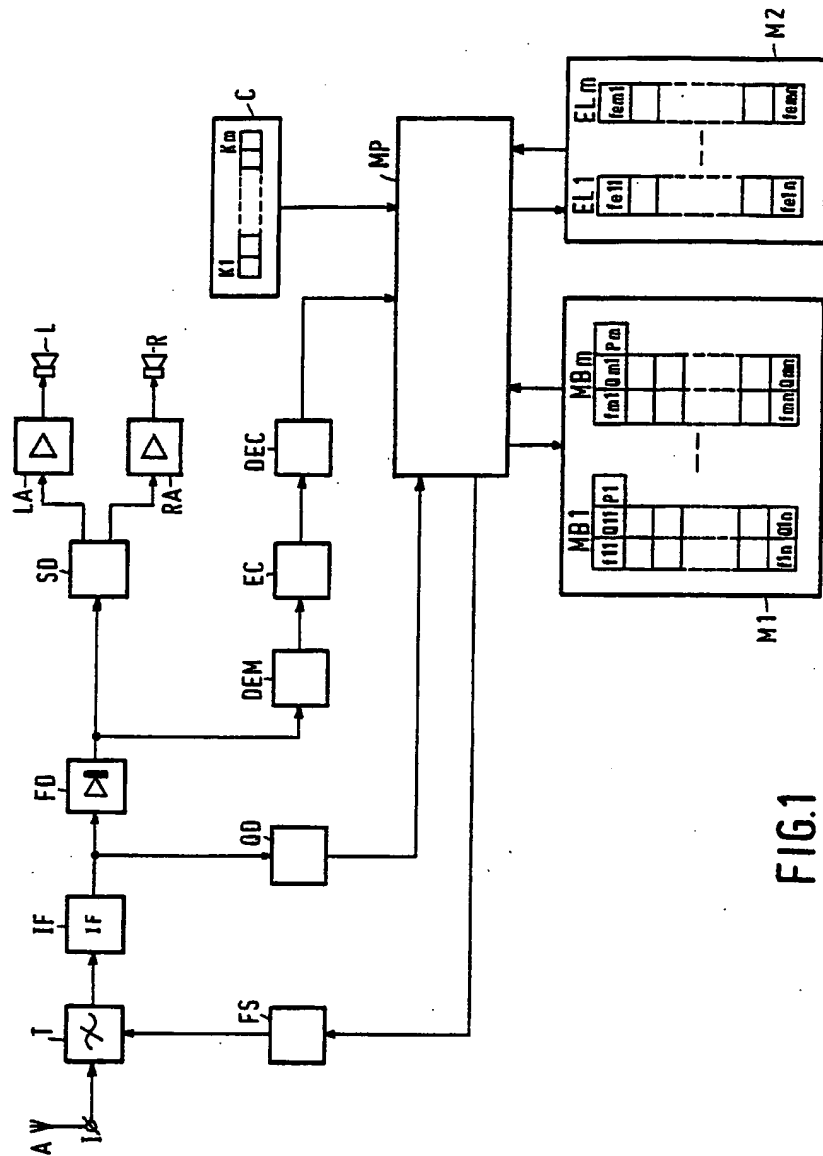 A
I
T
IF
IF
FD
SD
LA
L
RA
R
FS
QD
DEM
EC
DEC
C
K1 Km
MP
MB1
f11 Q11 P1
f1n Q1n
MBm
fm1 Qm1 Pm
fmn Qmn
M1
EL1
fe11
fe1n
ELm
fem1
femn
M2
FIG.1